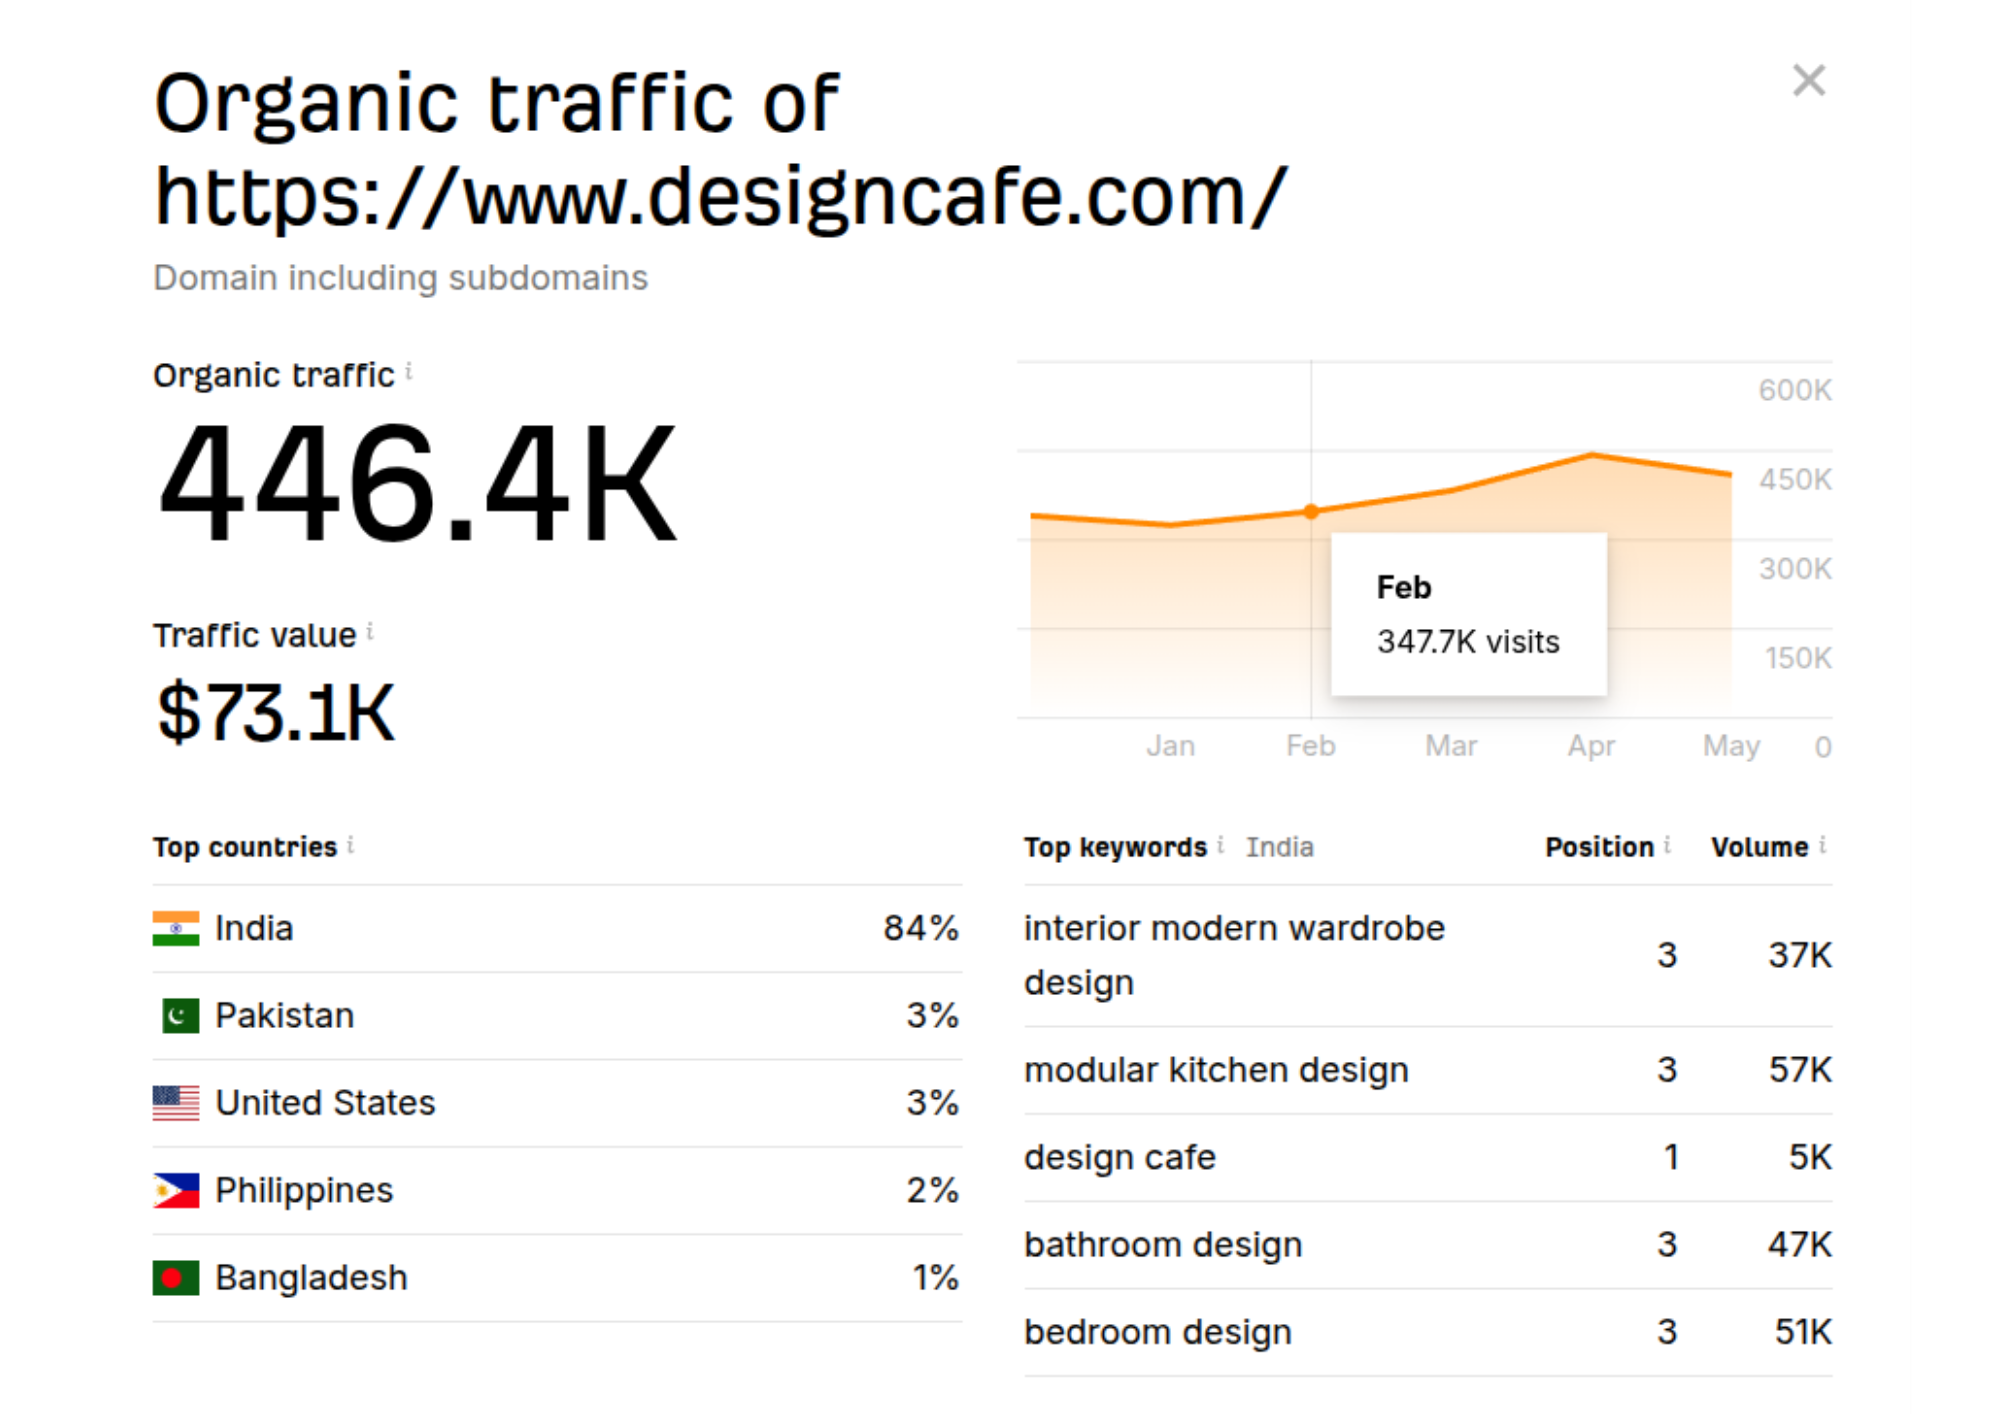 Organic traffic of
https://www.designcafe.com/
Domain including subdomains
Organic traffic i
446.4K
Traffic value i
$73.1K
600K
450K
300K
150K
0
Feb
347.7K visits
Jan Feb Mar Apr May
Top countries i
India 84%
Pakistan 3%
United States 3%
Philippines 2%
Bangladesh 1%
Top keywords i India Position i Volume i
interior modern wardrobe
design 3 37K
modular kitchen design 3 57K
design cafe 1 5K
bathroom design 3 47K
bedroom design 3 51K